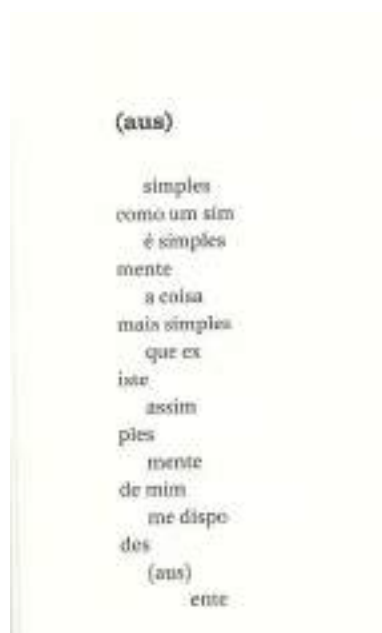 (aus)
simples
como um sim
é simples
mente
a coisa
mais simples
que ex
iste
assim
ples
mente
de mim
me dispo
des
(aus)
ente